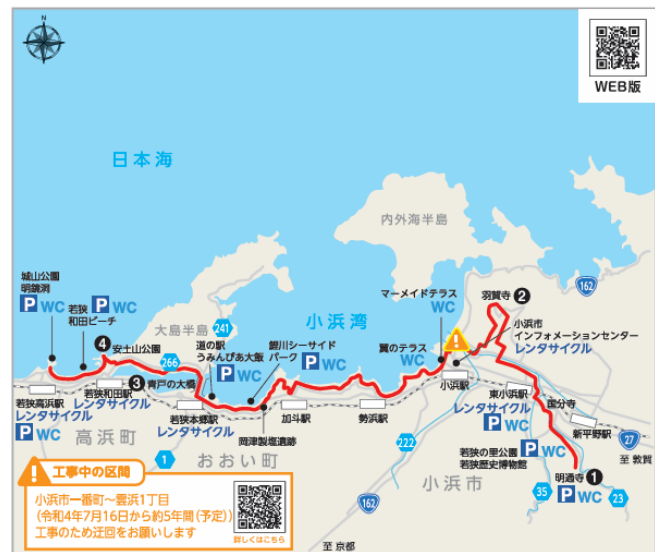 N
WEB版
日本海
内外海半島
162
城山公園
明鏡洞
P WC
若狭
和田ビーチ
P WC
大島半島
241
小浜湾
マーメイドテラス
WC
羽賀寺 2
小浜市
インフォメーションセンター
レンタサイクル
4
安土山公園
266
道の駅
うみんぴあ大飯
P WC
鯉川シーサイド
パーク
P WC
翼のテラス
WC
3
青戸の大橋
若狭高浜駅
レンタサイクル
P WC
若狭和田駅
レンタサイクル
若狭本郷駅
レンタサイクル
岡津製塩遺跡
加斗駅
勢浜駅
小浜駅
レンタサイクル
P WC
東小浜駅
国分寺
新平野駅
27
至 敦賀
高浜町
おおい町
小浜市
1
222
若狭の里公園
若狭歴史博物館
P WC
明通寺 1
P WC
35
23
162
至 京都
工事中の区間
小浜市一番町～雲浜1丁目
(令和4年7月16日から約5年間(予定))
工事のため迂回をお願いします
詳しくはこちら